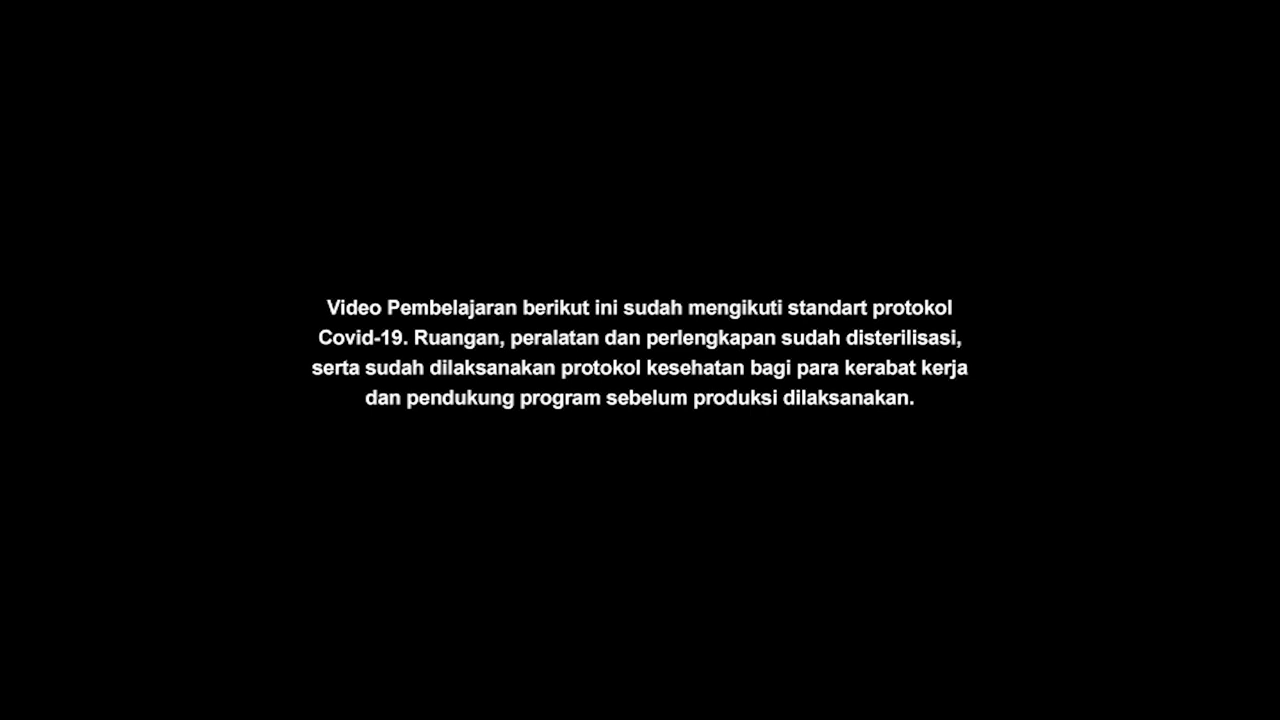 Video Pembelajaran berikut ini sudah mengikuti standart protokol
Covid-19. Ruangan, peralatan dan perlengkapan sudah disterilisasi,
serta sudah dilaksanakan protokol kesehatan bagi para kerabat kerja
dan pendukung program sebelum produksi dilaksanakan.